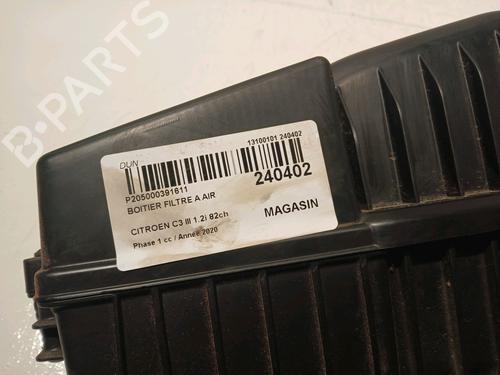 B-PARTS
DUN
13100101 240402
P205000391611
240402
BOITIER FILTRE A AIR
CITROEN C3 III 1.2i 82ch
MAGASIN
Phase 1 cc / Année 2020